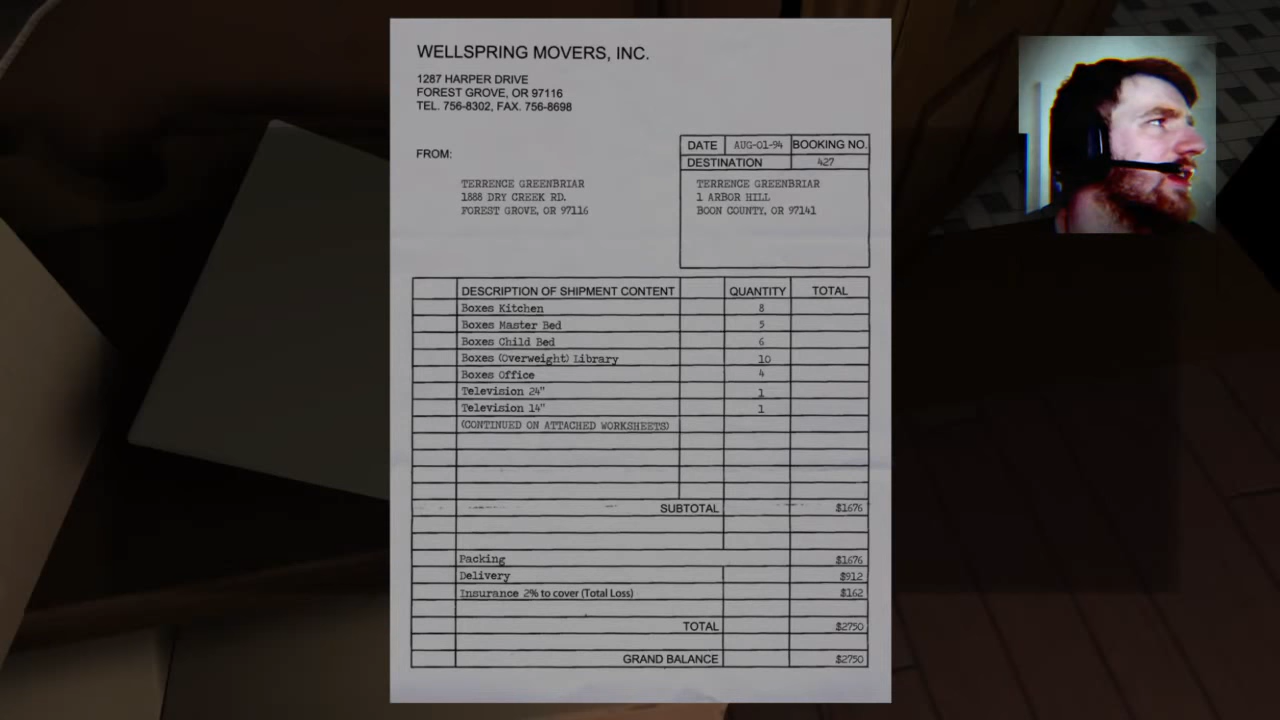 WELLSPRING MOVERS, INC.
1287 HARPER DRIVE
FOREST GROVE, OR 97116
TEL. 756-8302, FAX. 756-8698
DATE AUG-01-94 BOOKING NO.
DESTINATION 427
FROM:
TERRENCE GREENBRIAR
1888 DRY CREEK RD.
FOREST GROVE, OR 97116
TERRENCE GREENBRIAR
1 ARBOR HILL
BOON COUNTY, OR 97141
DESCRIPTION OF SHIPMENT CONTENT QUANTITY TOTAL
Boxes Kitchen 8
Boxes Master Bed 5
Boxes Child Bed 6
Boxes (Overweight) Library 10
Boxes Office 4
Television 24" 1
Television 14" 1
(CONTINUED ON ATTACHED WORKSHEETS)
SUBTOTAL $1676
Packing $1676
Delivery $912
Insurance 2% to cover (Total Loss) $162
TOTAL $2750
GRAND BALANCE $2750